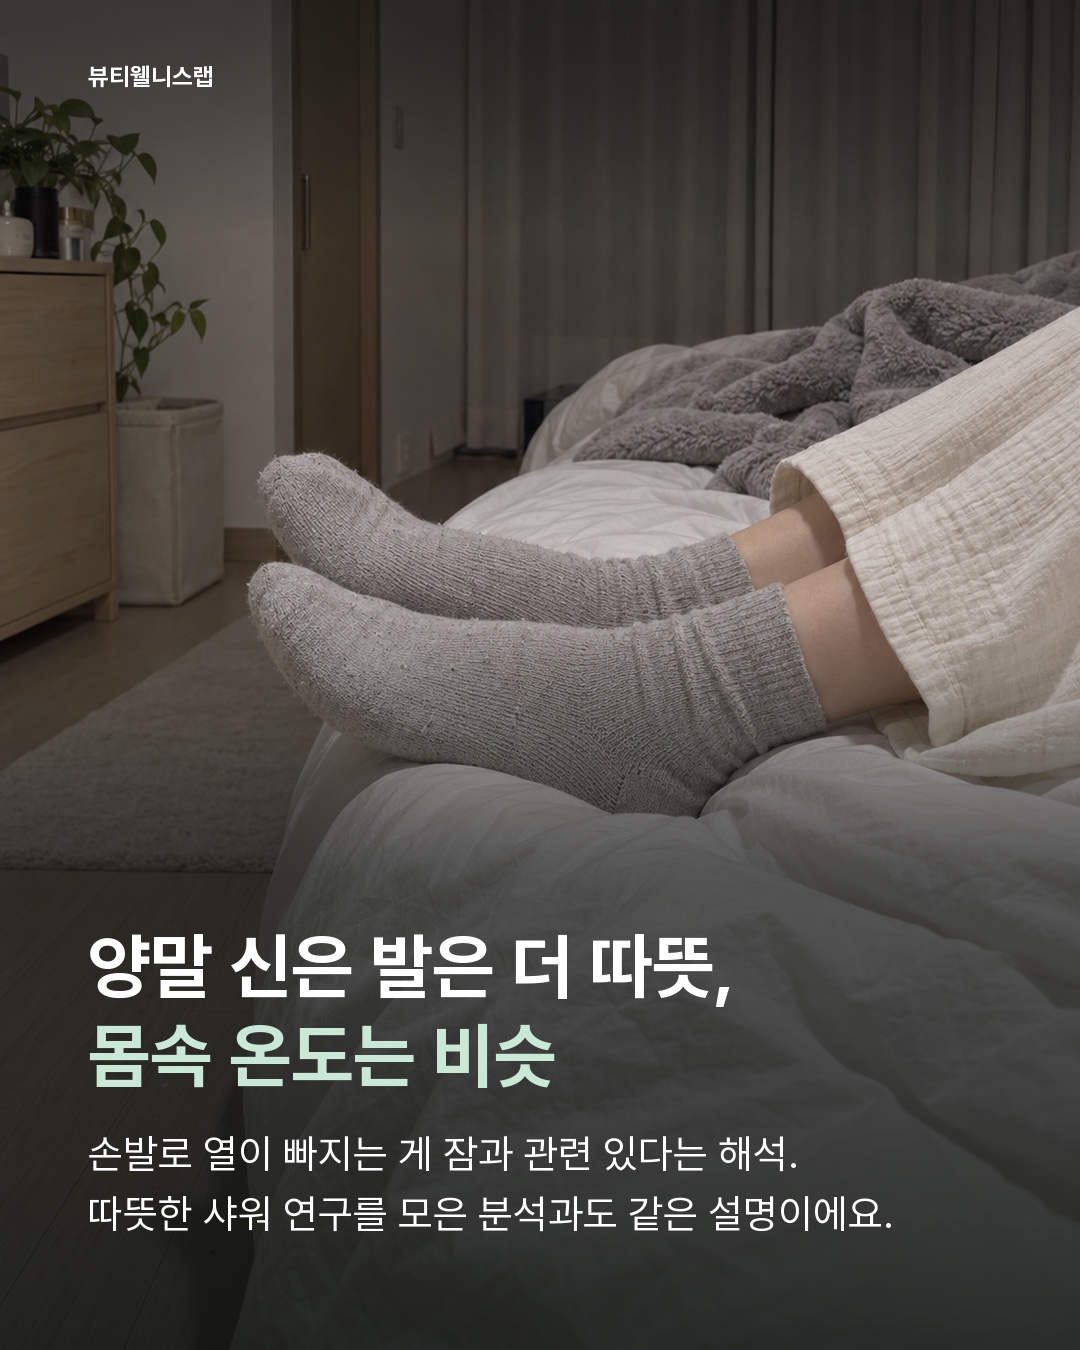 뷰티웰니스랩
양말 신은 발은 더 따뜻,
몸속 온도는 비슷
손발로 열이 빠지는 게 잠과 관련 있다는 해석.
따뜻한 샤워 연구를 모은 분석과도 같은 설명이에요.